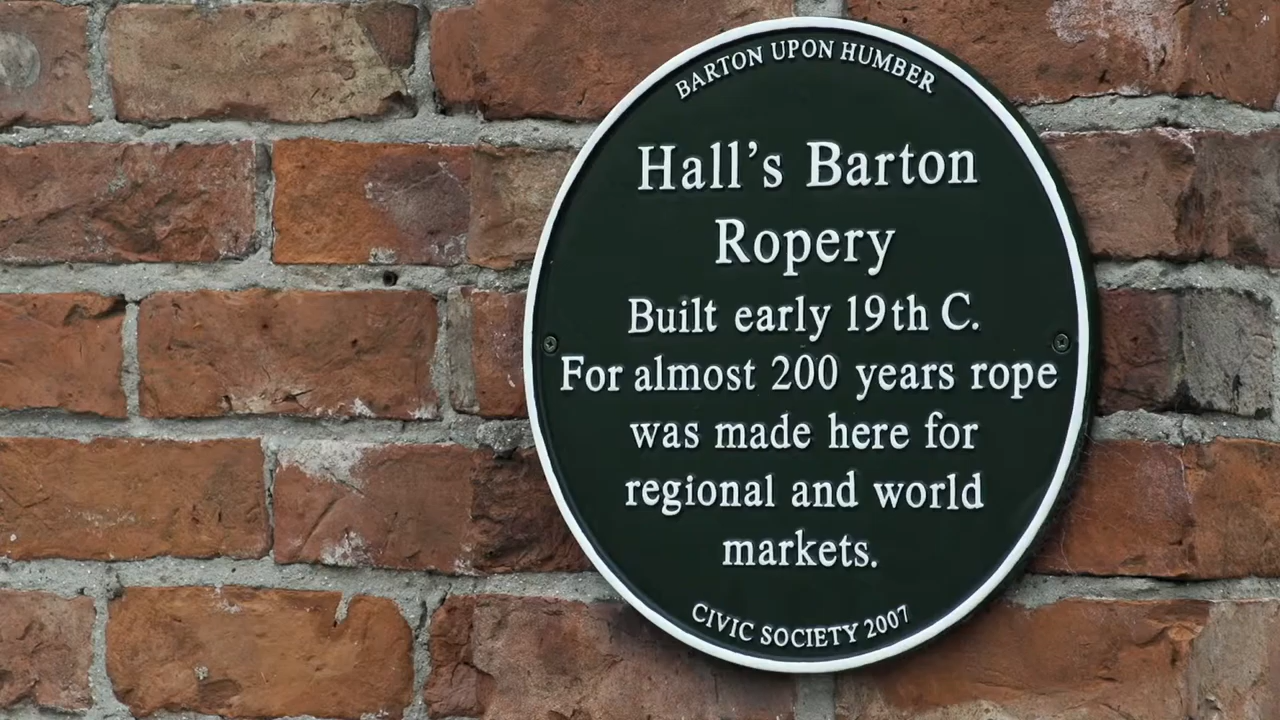 BARTON UPON HUMBER
Hall's Barton
Ropery
Built early 19th C.
For almost 200 years rope
was made here for
regional and world
markets.
CIVIC SOCIETY 2007